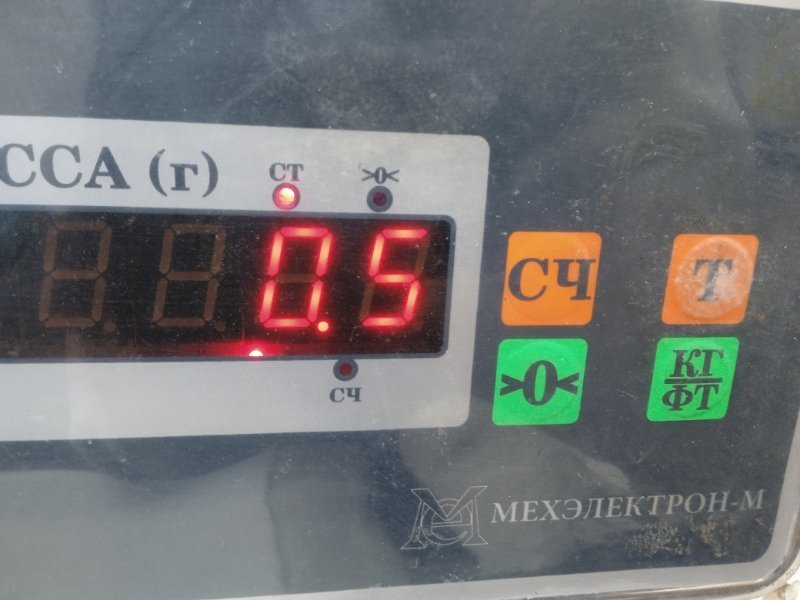 ССА (г)
СТ
>0<
0.5
СЧ
Т
>0<
КГ
ФТ
СЧ
МЕХЭЛЕКТРОН-М